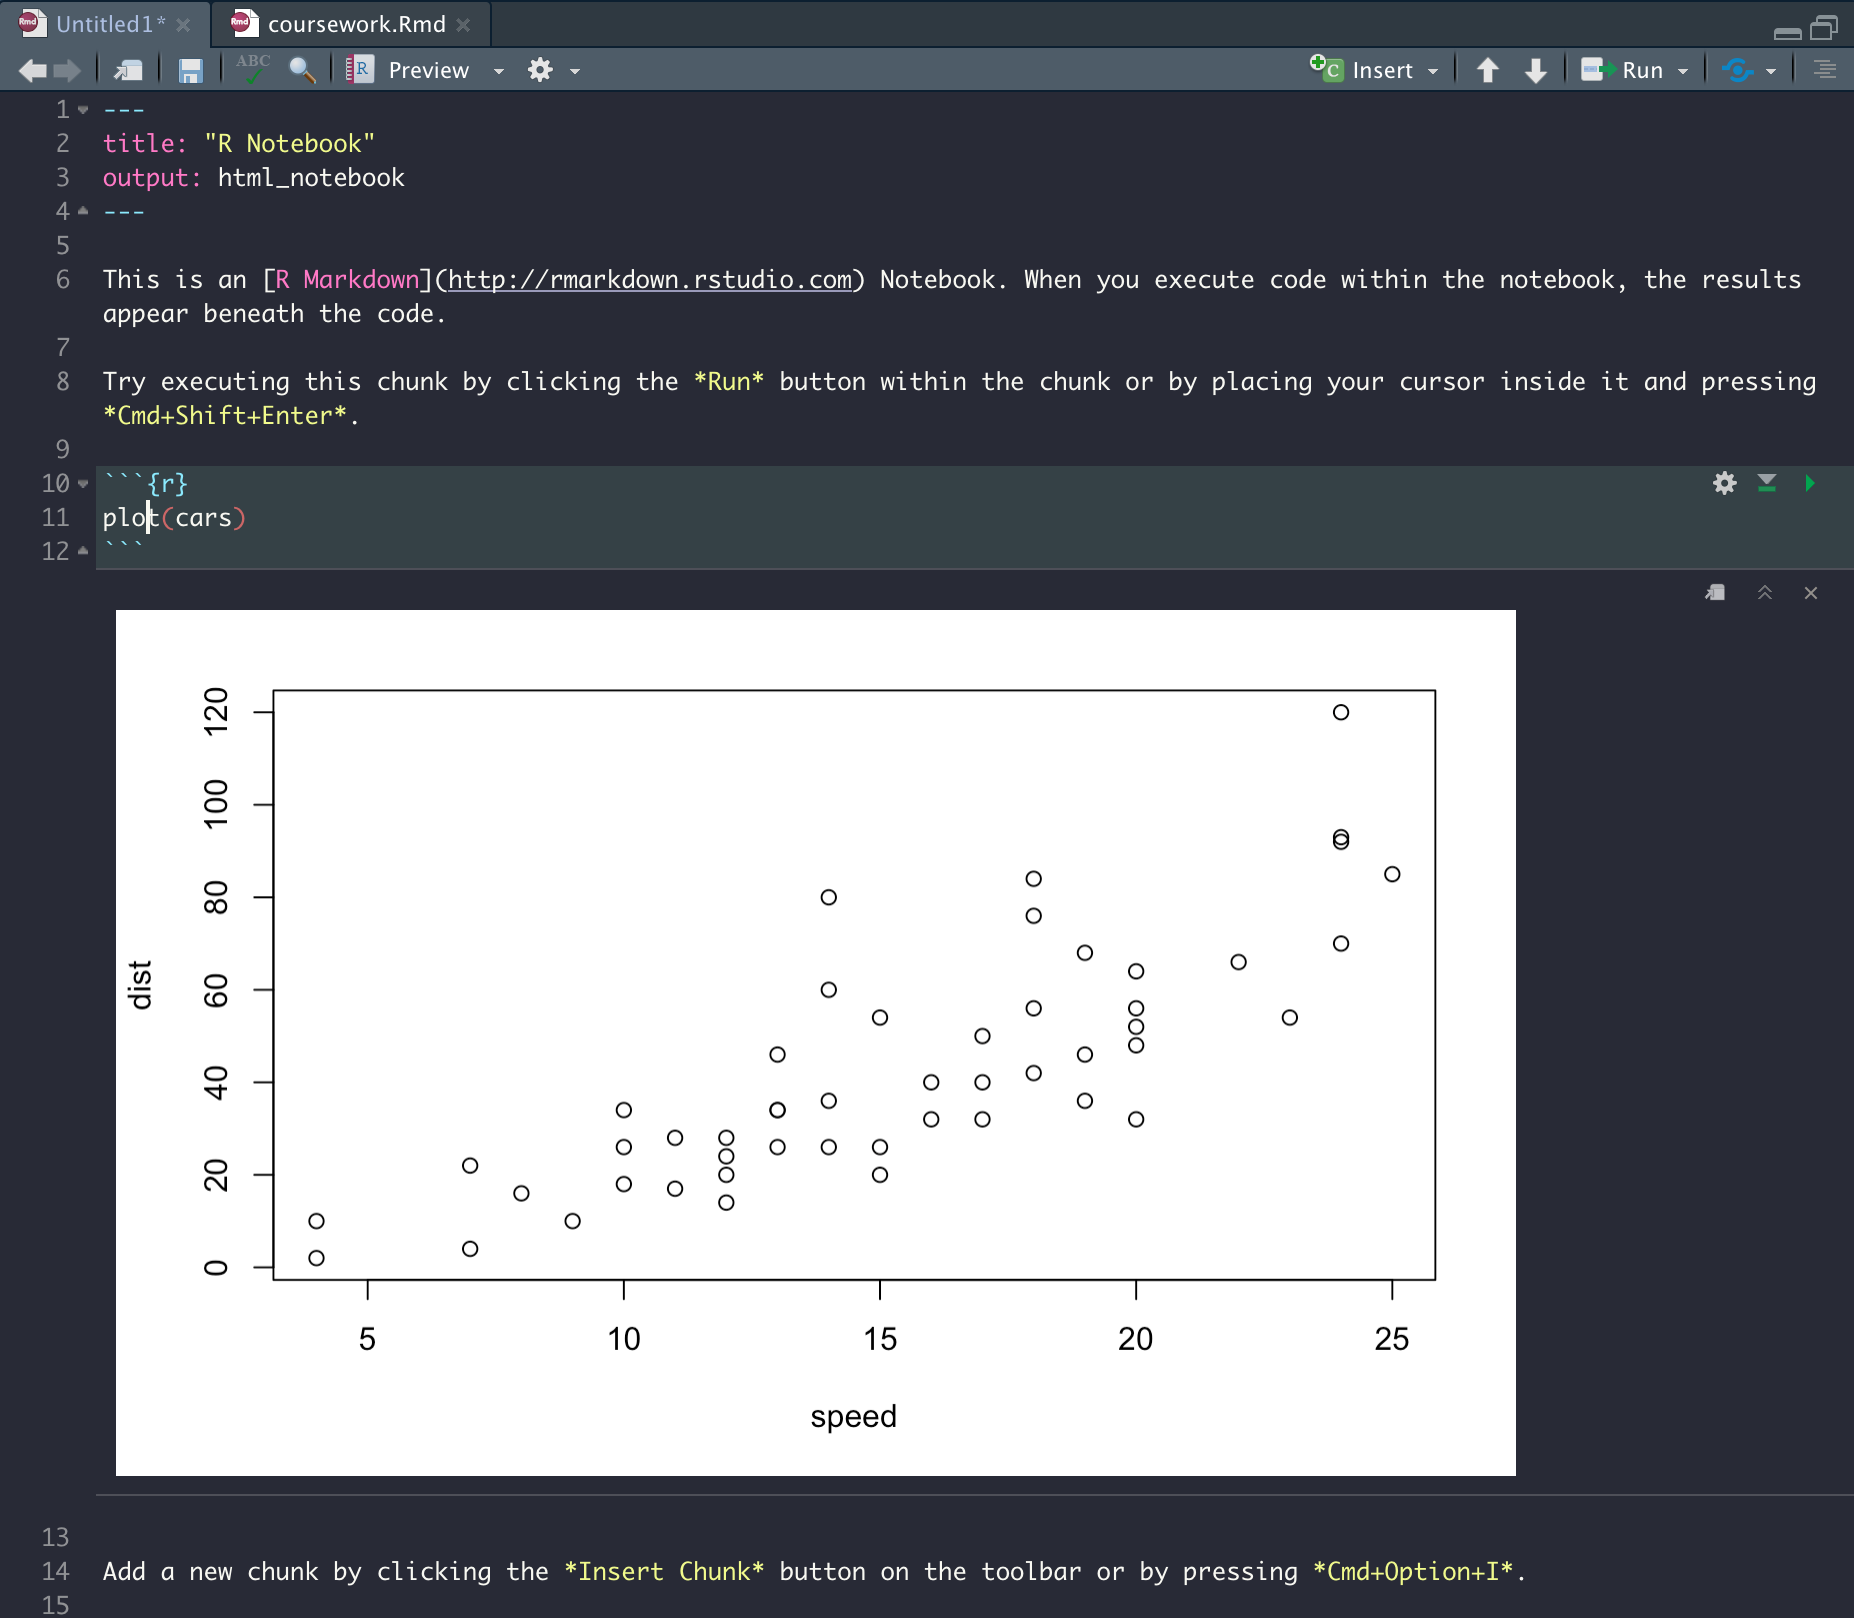 Untitled1* coursework.Rmd
ABC Preview Insert Run
1 ---
2 title: "R Notebook"
3 output: html_notebook
4 ---
5
6 This is an [R Markdown](http://rmarkdown.rstudio.com) Notebook. When you execute code within the notebook, the results
appear beneath the code.
7
8 Try executing this chunk by clicking the *Run* button within the chunk or by placing your cursor inside it and pressing
*Cmd+Shift+Enter*.
9
10 ```{r}
11 plot(cars)
12 ```
120
100
80
60
40
20
0
dist
5 10 15 20 25
speed
13
14 Add a new chunk by clicking the *Insert Chunk* button on the toolbar or by pressing *Cmd+Option+I*.
15